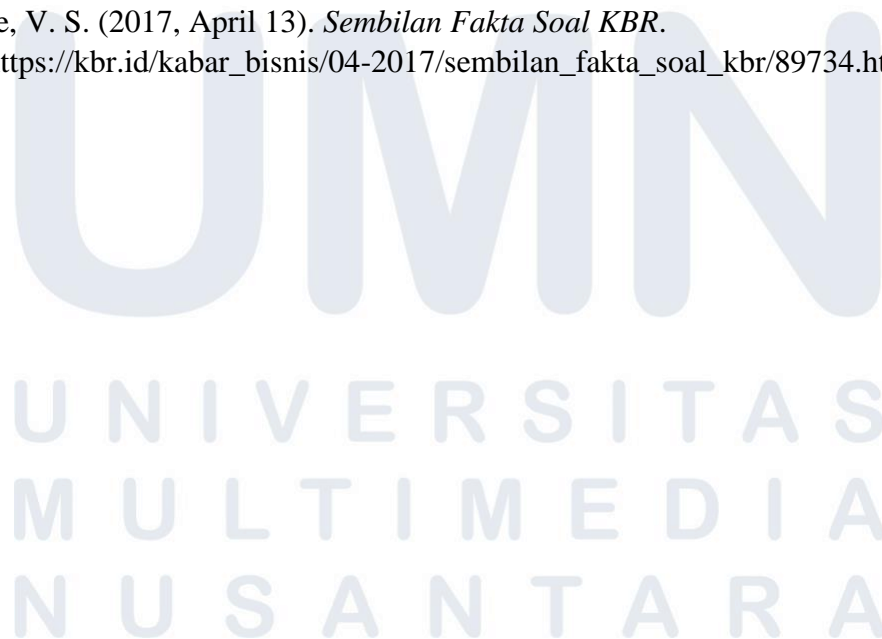 e, V. S. (2017, April 13). Sembilan Fakta Soal KBR.
ttps://kbr.id/kabar_bisnis/04-2017/sembilan_fakta_soal_kbr/89734.ht
UMN
UNIVERSITAS
MULTIMEDIA
NUSANTARA